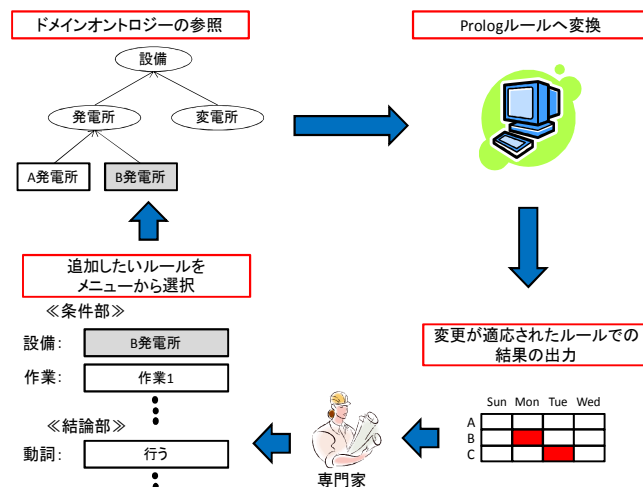 ドメインオントロジーの参照
設備
発電所
変電所
A発電所
B発電所
Prologルールへ変換
追加したいルールを
メニューから選択
≪条件部≫
設備：
B発電所
作業：
作業1
≪結論部≫
動詞：
行う
専門家
変更が適応されたルールでの
結果の出力
Sun Mon Tue Wed
A
B
C